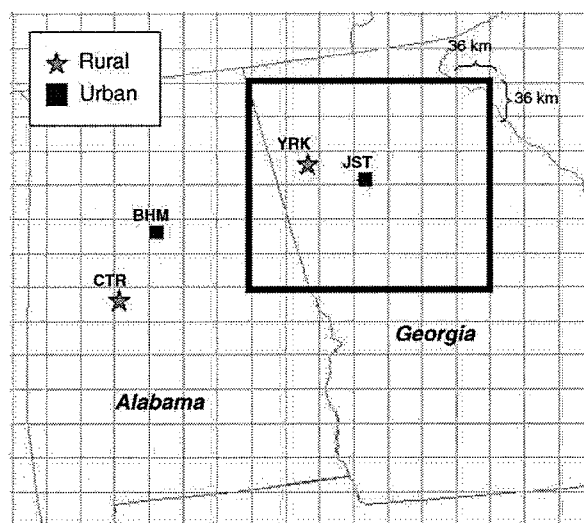 Rural
Urban
36 km
36 km
YRK
JST
BHM
CTR
Georgia
Alabama